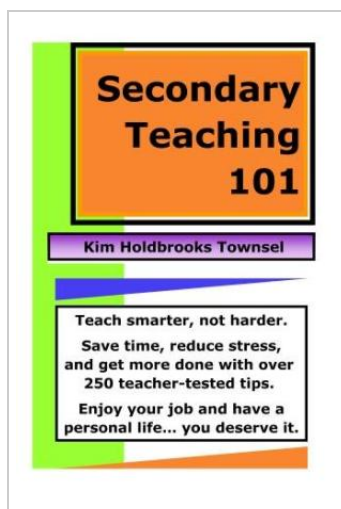 Secondary
Teaching
101
Kim Holdbrooks Townsel
Teach smarter, not harder.
Save time, reduce stress,
and get more done with over
250 teacher-tested tips.
Enjoy your job and have a
personal life... you deserve it.